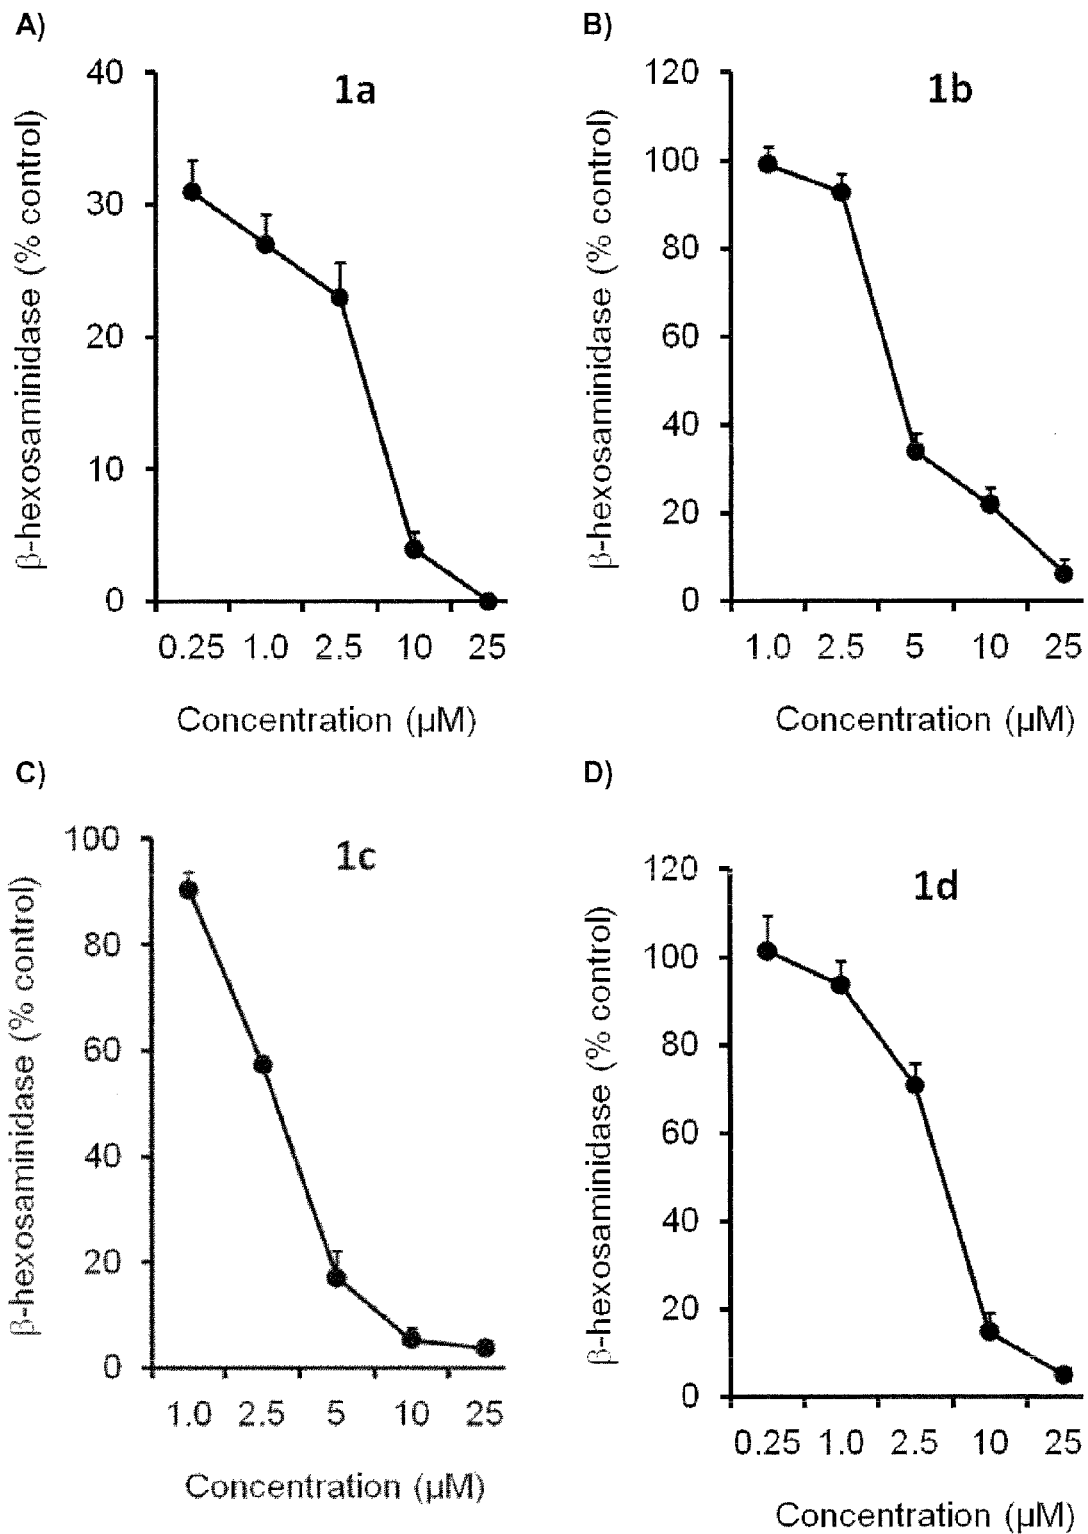 A)
1a
β-hexosaminidase (% control)
40
30
20
10
0
0.25 1.0 2.5 10 25
Concentration (µM)
B)
1b
β-hexosaminidase (% control)
120
100
80
60
40
20
0
1.0 2.5 5 10 25
Concentration (µM)
C)
1c
β-hexosaminidase (% control)
100
80
60
40
20
0
1.0 2.5 5 10 25
Concentration (µM)
D)
1d
β-hexosaminidase (% control)
120
100
80
60
40
20
0
0.25 1.0 2.5 10 25
Concentration (µM)